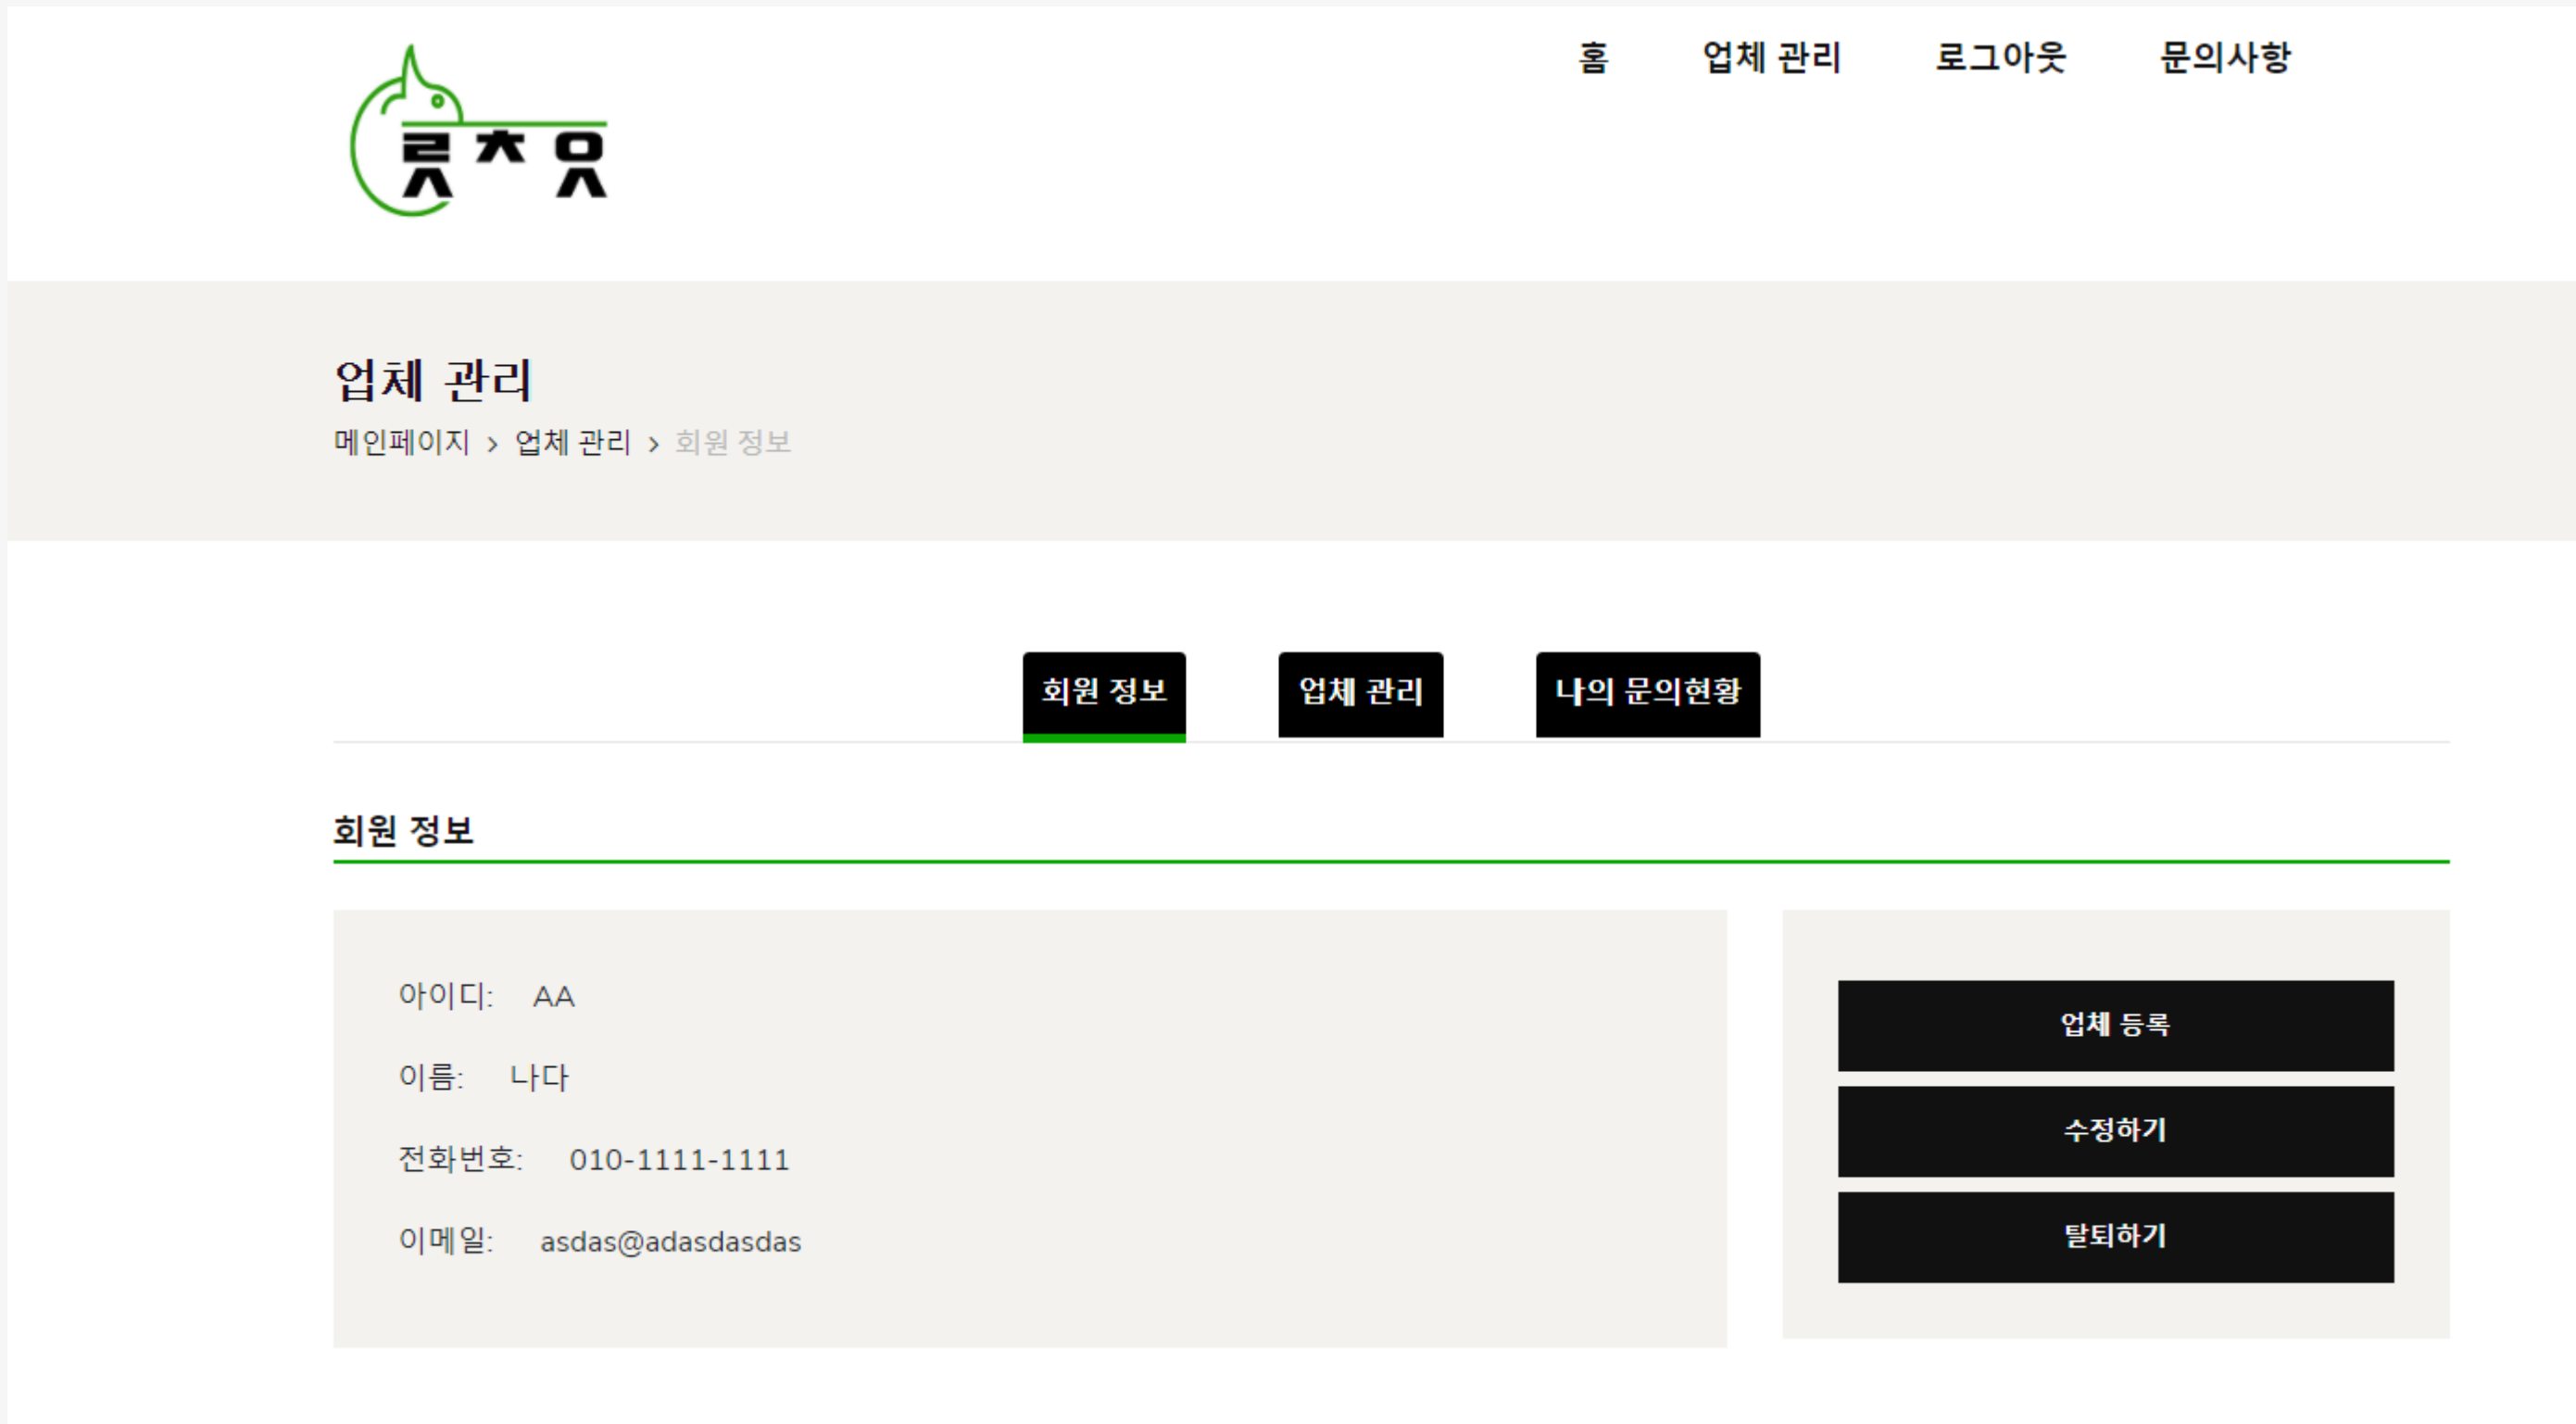 홈 업체 관리 로그아웃 문의사항
룻ㅊ웃
업체 관리
메인페이지 > 업체 관리 > 회원 정보
회원 정보 업체 관리 나의 문의현황
회원 정보
아이디: AA
이름: 나다
전화번호: 010-1111-1111
이메일: asdas@adasdasdas
업체 등록
수정하기
탈퇴하기